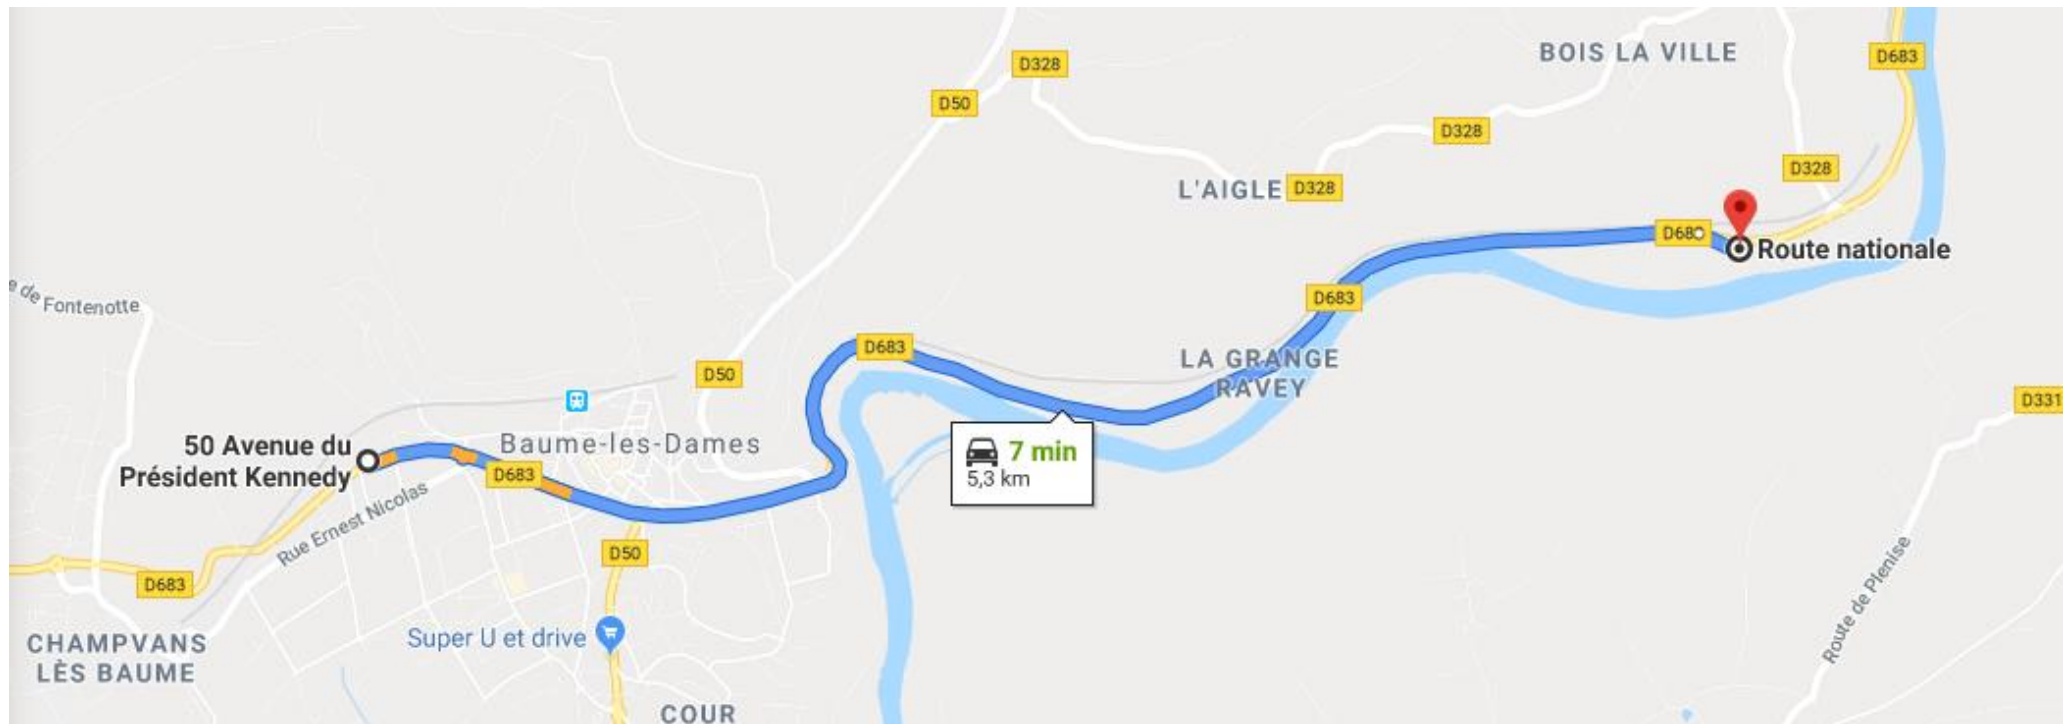 BOIS LA VILLE
D683
D328
D50
D328
D328
L'AIGLE
D328
D683
Route nationale
D683
e de Fontenotte
D683
LA GRANGE
RAVEY
D50
D331
50 Avenue du
Président Kennedy
Baume-les-Dames
7 min
5,3 km
D683
Rue Ernest Nicolas
D50
D683
Route de Plenise
Super U et drive
CHAMPVANS
LÈS BAUME
COUR